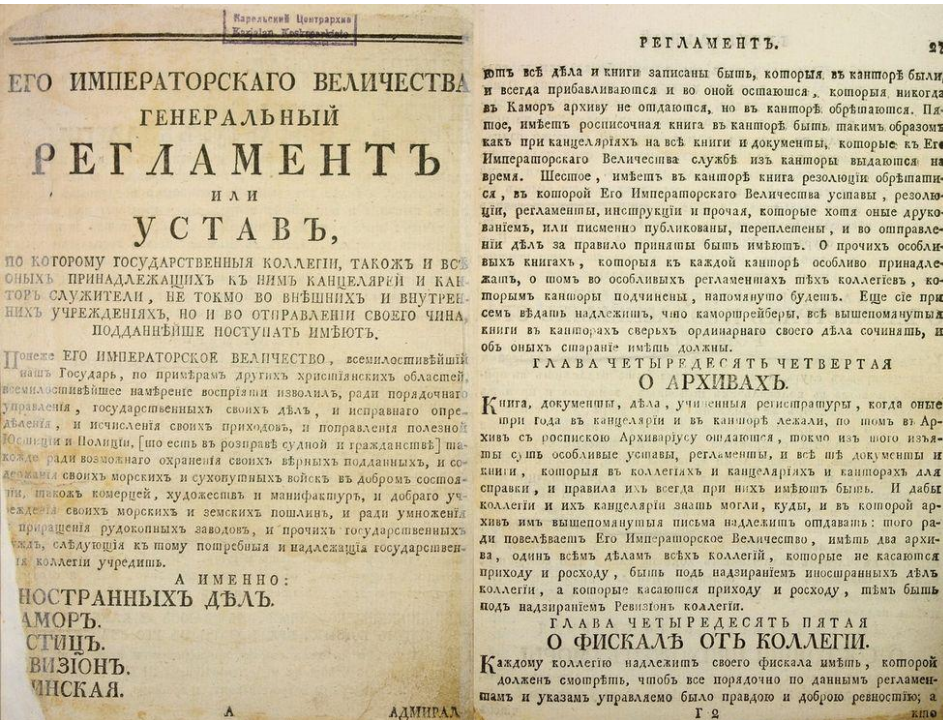 Карельский Центрархив
Karjalan Keskusarkisto
ЕГО ИМПЕРАТОРСКАГО ВЕЛИЧЕСТВА
ГЕНЕРАЛЬНЫЙ
РЕГЛАМЕНТЪ
ИЛИ
УСТАВЪ,
ПО КОТОРОМУ ГОСУДАРСТВЕННЫЯ КОЛЛЕГІИ, ТАКОЖЪ И ВСѢ
ОНЫХЪ ПРИНАДЛЕЖАЩИХЪ КЪ НИМЪ КАНЦЕЛЯРЕЙ И КАН-
ТОРЪ СЛУЖИТЕЛИ, НЕ ТОКМО ВО ВНѢШНИХЪ И ВНУТРЕН-
НИХЪ УЧРЕЖДЕНІЯХЪ, НО И ВО ОТПРАВЛЕНІИ СВОЕГО ЧИНА,
ПОДДАННѢЙШЕ ПОСТУПАТЬ ИМѢЮТЪ.
Понеже ЕГО ИМПЕРАТОРСКОЕ ВЕЛИЧЕСТВО, всемилостивѣйшій
нашъ Государь, по примѣрамъ другихъ христіянскихъ областей,
всемилостивѣйшее намѣреніе воспріяти изволилъ, ради порядочнаго
управленія, государственныхъ своихъ дѣлъ, и исправнаго опре-
дѣленія, и исчисленія своихъ приходовъ, и поправленія полезной
Юстиціи и Полиціи, [то есть въ розправѣ судной и гражданствѣ] та-
кожде ради возможнаго охраненія своихъ вѣрныхъ подданныхъ, и со-
держанія своихъ морскихъ и сухопутныхъ войскъ въ добромъ состоя-
ніи, такожъ комерцей, художествъ и манифактуръ, и добраго уч-
режденія своихъ морскихъ и земскихъ пошлинъ, и ради умноженія
приращенія рудокопныхъ заводовъ, и прочихъ государственныхъ
нуждъ, слѣдующія къ тому потребныя и надлежащія государствен-
ныя коллегіи учредить.
А ИМЕННО:
НОСТРАННЫХЪ ДѢЛЪ.
АМОРЪ.
СТИЦЪ.
ВИЗІОНЪ.
ИНСКАЯ.
А АДМИРАЛ
РЕГЛАМЕНТЪ. 27
ютъ всѣ дѣла и книги записаны быть, которыя въ канторѣ были,
и всегда прибавливаются и во оной остаются, которыя никогда
въ Каморъ архиву не отдаются, но въ канторѣ обрѣтаются. Пя-
тое, имѣетъ росписочная книга въ канторѣ быть такимъ образомъ
какъ при канцеляріяхъ на всѣ книги и документы, которые къ Его
Императорскаго Величества службѣ изъ канторы выдаются на
время. Шестое, имѣетъ въ канторѣ книга резолюціи обрѣтати-
ся, въ которой Его Императорскаго Величества уставы, резолю-
ціи, регламенты, инструкціи и прочая, которые хотя оные друко-
ваніемъ, или писменно публикованы, переплетены, и во отправле-
ніи дѣлъ за правило приняты быть имѣютъ. О прочихъ особли-
выхъ книгахъ, которыя къ каждой канторѣ особливо принадле-
жатъ, о томъ во особливыхъ регламентахъ тѣхъ коллегіевъ, ко-
торымъ канторы подчинены, напомянуто будетъ. Еще сіе при
семъ вѣдать надлежитъ, что каморшрейберы, всѣ вышепомянутыя
книги въ канторахъ сверьхъ ординарнаго своего дѣла сочинять, и
объ оныхъ стараніе имѣть должны.
ГЛАВА ЧЕТЫРЕДЕСЯТЬ ЧЕТВЕРТАЯ
О АРХИВАХЪ.
Книга, документы, дѣла, учиненныя регистратуры, когда оные
три года въ канцеляріи и въ канторѣ лежали, по томъ въ Ар-
хивъ съ роспискою Архиваріусу отдаются, токмо изъ того изъя-
ты суть особливые уставы, регламенты, и всѣ тѣ документы и
книги, которыя въ коллегіяхъ и канцеляріяхъ и канторахъ для
справки, и правила ихъ всегда при нихъ имѣютъ быть. И дабы
коллегіи и ихъ канцеляріи знать могли, куды, и въ которой ар-
хивъ имъ вышепомянутыя письма надлежитъ отдавать: того ра-
ди повелѣваетъ Его Императорское Величество, имѣть два архи-
ва, одинъ всѣмъ дѣламъ всѣхъ коллегій, которые не касаются
приходу и росходу, быть подъ надзираніемъ иностранныхъ дѣлъ
коллегіи, а которые касаются приходу и росходу, тѣмъ быть
подъ надзираніемъ Ревизіонъ коллегіи.
ГЛАВА ЧЕТЫРЕДЕСЯТЬ ПЯТАЯ
О ФИСКАЛѢ ОТЬ КОЛЛЕГІИ.
Каждому коллегію надлежитъ своего фискала имѣть, которой
долженъ смотрѣть, чтобъ все порядочно по даннымъ регламен-
тамъ и указамъ управляемо было правдою и доброю ревностію; а
Г 2 кто